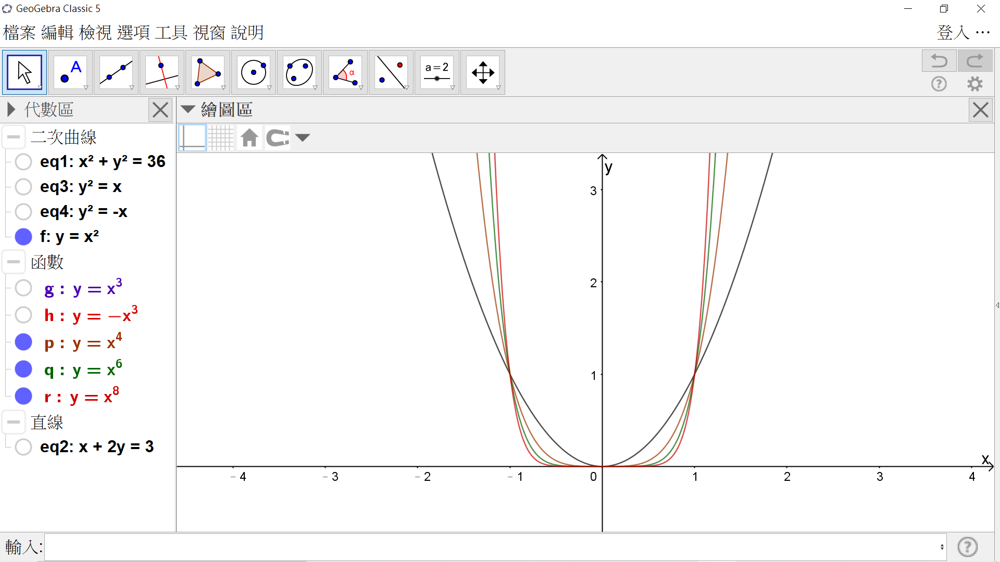 GeoGebra Classic 5
檔案 編輯 檢視 選項 工具 視窗 說明
登入 ...
A
α
a = 2
代數區
繪圖區
二次曲線
eq1: x² + y² = 36
eq3: y² = x
eq4: y² = -x
f: y = x²
函數
g : y = x³
h : y = −x³
p : y = x⁴
q : y = x⁶
r : y = x⁸
直線
eq2: x + 2y = 3
y
3
2
1
x
−4 −3 −2 −1 0 1 2 3 4
輸入: